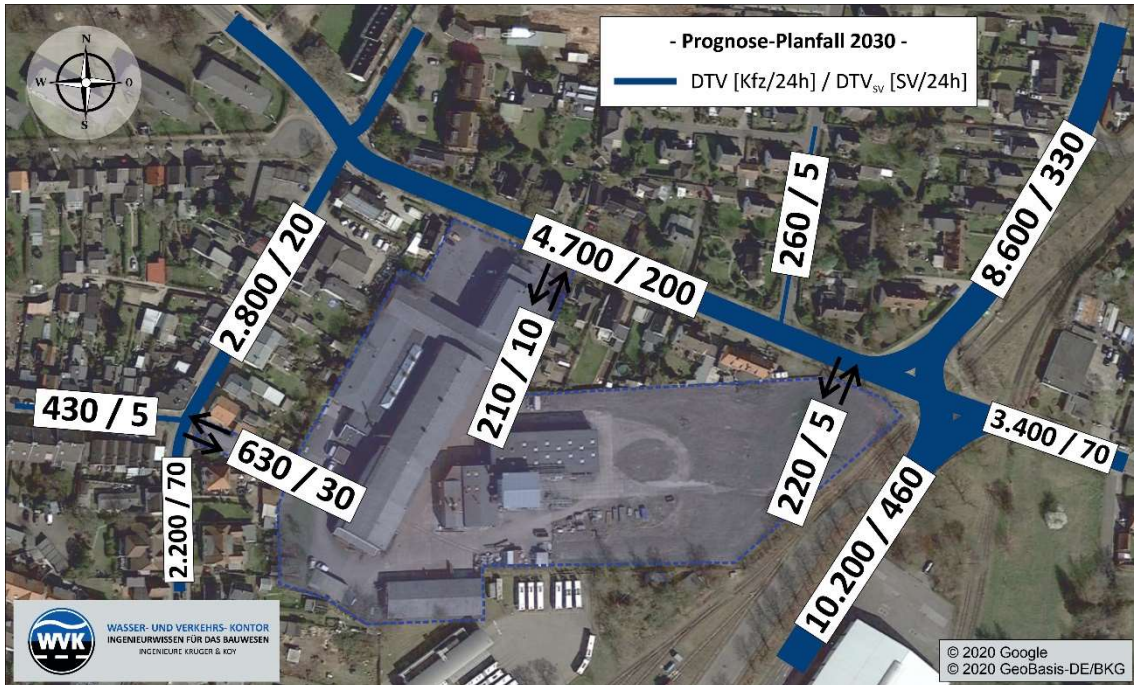 - Prognose-Planfall 2030 -
DTV [Kfz/24h] / DTVSV [SV/24h]
N
W O
S
8.600 / 330
260 / 5
4.700 / 200
2.800 / 20
210 / 10
430 / 5
630 / 30
220 / 5
3.400 / 70
2.200 / 70
10.200 / 460
WVK
WASSER- UND VERKEHRS- KONTOR
INGENIEURWISSEN FÜR DAS BAUWESEN
INGENIEURE KRÜGER & KOY
© 2020 Google
© 2020 GeoBasis-DE/BKG